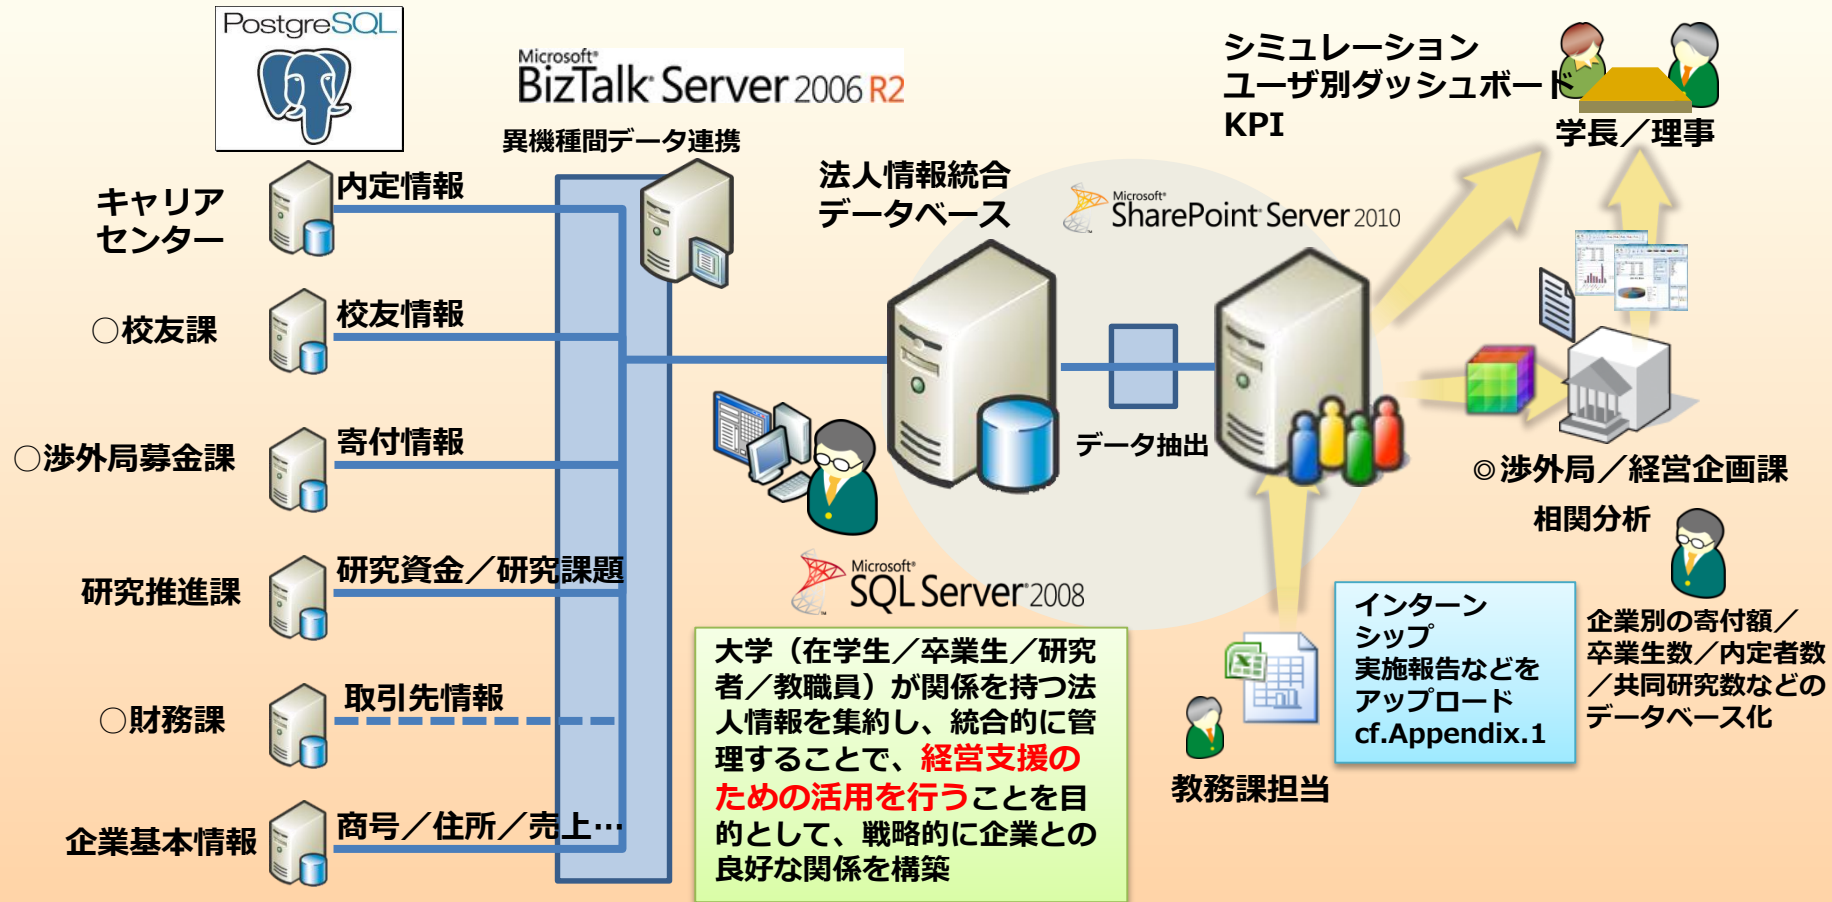 PostgreSQL
Microsoft
BizTalk Server 2006 R2
異機種間データ連携
シミュレーション
ユーザ別ダッシュボード
KPI
学長／理事
キャリア
センター
内定情報
○校友課
校友情報
○渉外局募金課
寄付情報
研究推進課
研究資金／研究課題
○財務課
取引先情報
企業基本情報
商号／住所／売上…
法人情報統合
データベース
Microsoft
SharePoint Server 2010
データ抽出
Microsoft
SQL Server 2008
大学（在学生／卒業生／研究
者／教職員）が関係を持つ法
人情報を集約し、統合的に管
理することで、経営支援の
ための活用を行うことを目
的として、戦略的に企業との
良好な関係を構築
教務課担当
インターン
シップ
実施報告などを
アップロード
cf.Appendix.1
◎渉外局／経営企画課
相関分析
企業別の寄付額／
卒業生数／内定者数
／共同研究数などの
データベース化